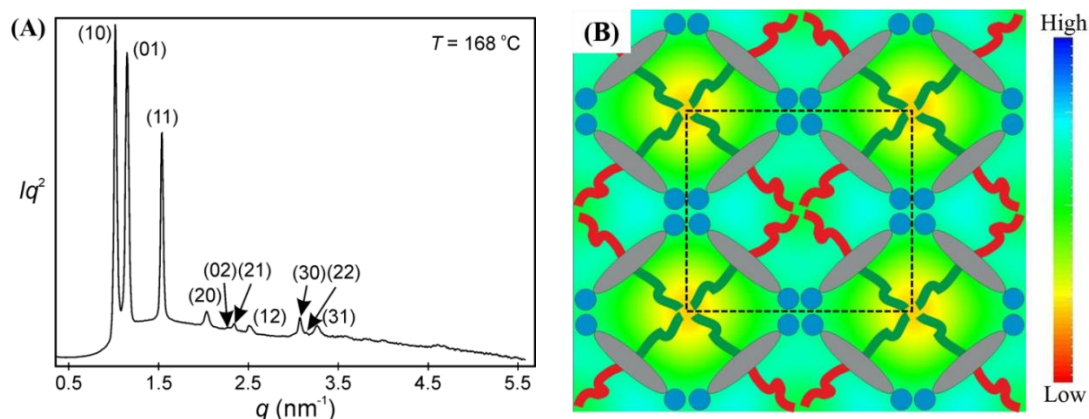 (A)
(10)
(01)
T = 168 °C
(11)
Iq²
(02)(21)
(30)(22)
(20)
(12)
(31)
0.5 1.5 2.5 3.5 4.5 5.5
q (nm⁻¹)
(B)
High
Low